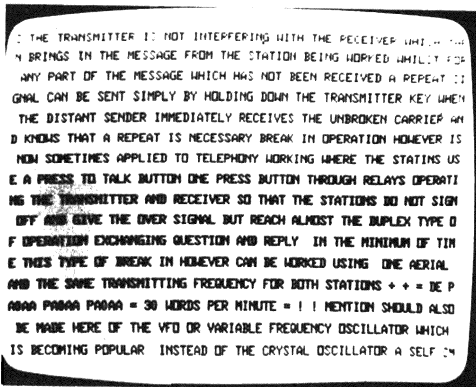 THE TRANSMITTER IS NOT INTERFERING WITH THE RECEIVER
N BRINGS IN THE MESSAGE FROM THE STATION BEING WORKED WHILST FOR
ANY PART OF THE MESSAGE WHICH HAS NOT BEEN RECEIVED A REPEAT SI
GNAL CAN BE SENT SIMPLY BY HOLDING DOWN THE TRANSMITTER KEY WHEN
THE DISTANT SENDER IMMEDIATELY RECEIVES THE UNBROKEN CARRIER AN
D KNOWS THAT A REPEAT IS NECESSARY BREAK IN OPERATION HOWEVER IS
NOW SOMETIMES APPLIED TO TELEPHONY WORKING WHERE THE STATINS US
E A PRESS TO TALK BUTTON ONE PRESS BUTTON THROUGH RELAYS OPERATI
NG THE TRANSMITTER AND RECEIVER SO THAT THE STATIONS DO NOT SIGN
OFF AND GIVE THE OVER SIGNAL BUT REACH ALMOST THE DUPLEX TYPE O
F OPERATION EXCHANGING QUESTION AND REPLY IN THE MINIMUM OF TIM
E THIS TYPE OF BREAK IN HOWEVER CAN BE WORKED USING ONE AERIAL
AND THE SAME TRANSMITTING FREQUENCY FOR BOTH STATIONS + + = DE P
A0AA PA0AA PA0AA = 30 WORDS PER MINUTE = ! ! MENTION SHOULD ALSO
BE MADE HERE OF THE VFO OR VARIABLE FREQUENCY OSCILLATOR WHICH
IS BECOMING POPULAR INSTEAD OF THE CRYSTAL OSCILLATOR A SELF